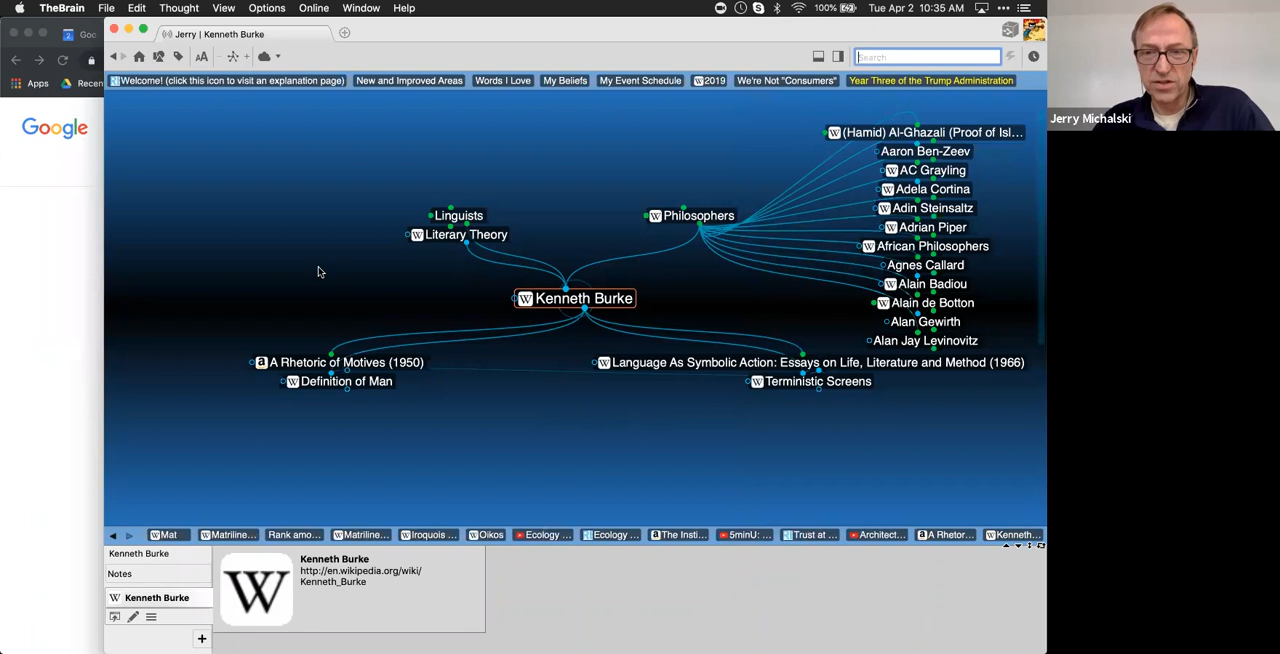 TheBrain File Edit Thought View Options Online Window Help 100% Tue Apr 2 10:35 AM
Goo
Jerry | Kenneth Burke
AA Search
Apps Recen
Welcome! (click this icon to visit an explanation page) New and Improved Areas Words I Love My Beliefs My Event Schedule 2019 We're Not "Consumers" Year Three of the Trump Administration
Google
Jerry Michalski
(Hamid) Al-Ghazali (Proof of Isl...
Aaron Ben-Zeev
AC Grayling
Adela Cortina
Adin Steinsaltz
Adrian Piper
African Philosophers
Agnes Callard
Alain Badiou
Alain de Botton
Alan Gewirth
Alan Jay Levinovitz
Linguists
Literary Theory
Philosophers
Kenneth Burke
A Rhetoric of Motives (1950)
Definition of Man
Language As Symbolic Action: Essays on Life, Literature and Method (1966)
Terministic Screens
Mat Matriline... Rank amo... Matriline... Iroquois ... Oikos Ecology ... Ecology ... The Insti... 5minU: ... Trust at ... Architect... A Rhetor... Kenneth...
Kenneth Burke
Notes
W Kenneth Burke
W
Kenneth Burke
http://en.wikipedia.org/wiki/
Kenneth_Burke